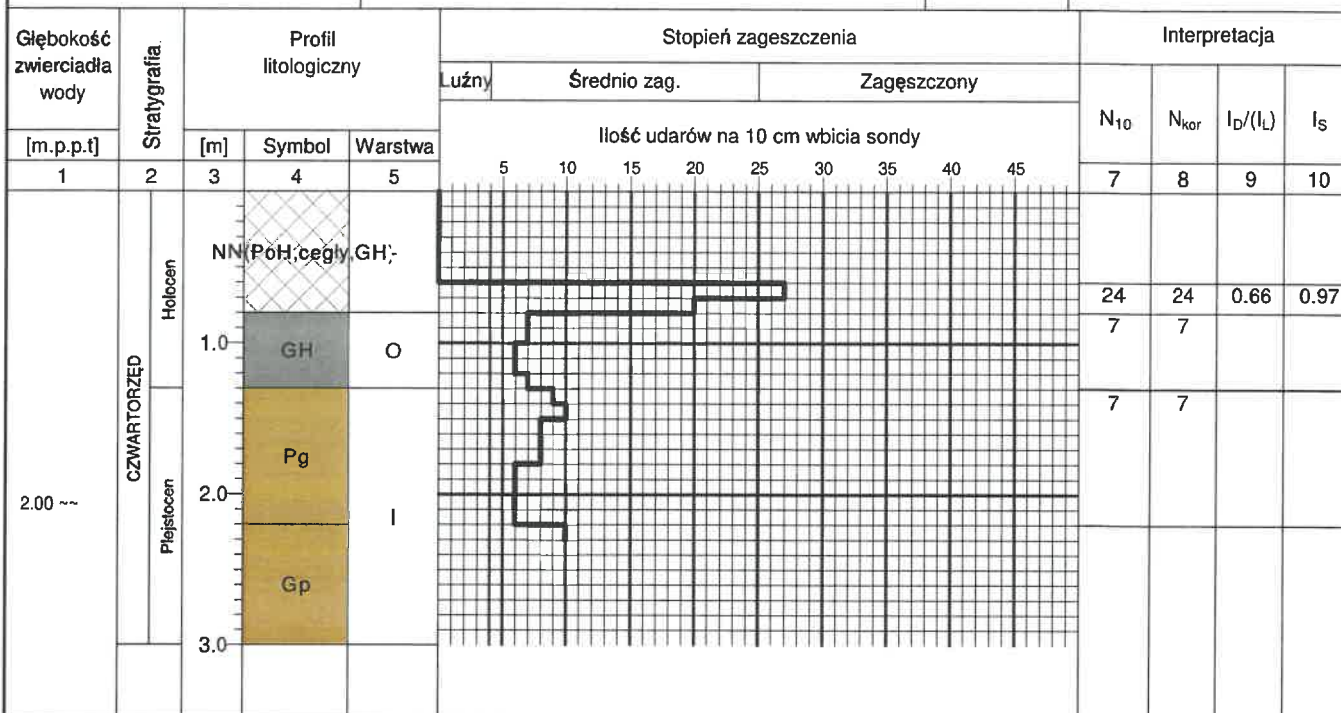 Głębokość zwierciadła wody
Stratygrafia.
Profil litologiczny
Stopień zageszczenia
Interpretacja
Luźny Średnio zag. Zagęszczony
N10 Nkor ID/(IL) IS
[m.p.p.t] [m] Symbol Warstwa
Ilość udarów na 10 cm wbicia sondy
5 10 15 20 25 30 35 40 45
1 2 3 4 5 7 8 9 10
NN(PoH,cegły,GH,-
Holocen
24 24 0.66 0.97
7 7
1.0 GH O
CZWARTORZĘD
7 7
Pg
2.00 ~~
2.0
I
Plejstocen
Gp
3.0